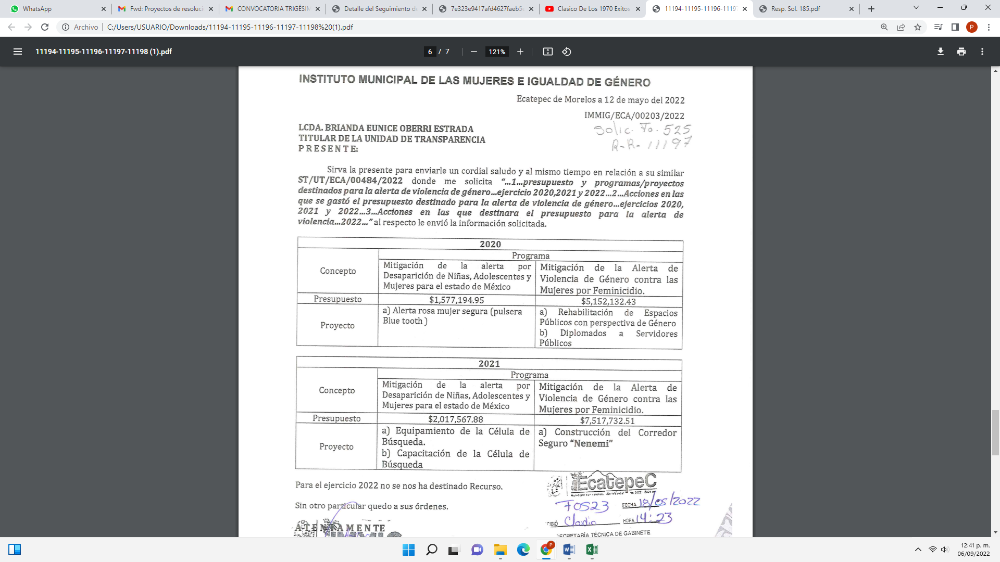 WhatsApp
Fwd: Proyectos de resoluci
CONVOCATORIA TRIGÉSIM
Detalle del Seguimiento de
7e323e9417afd4627faeb5e
Clasico De Los 1970 Exitos
11194-11195-11196-1119
Resp. Sol. 185.pdf
Archivo C:/Users/USUARIO/Downloads/11194-11195-11196-11197-11198%20(1).pdf
P
11194-11195-11196-11197-11198 (1).pdf
6 / 7
121%
INSTITUTO MUNICIPAL DE LAS MUJERES E IGUALDAD DE GÉNERO
Ecatepec de Morelos a 12 de mayo del 2022
IMMIG/ECA/00203/2022
Solic. Fo. 525
R-R- 11197
LCDA. BRIANDA EUNICE OBERRI ESTRADA
TITULAR DE LA UNIDAD DE TRANSPARENCIA
P R E S E N T E:
Sirva la presente para enviarle un cordial saludo y al mismo tiempo en relación a su similar
ST/UT/ECA/00484/2022 donde me solicita “...1...presupuesto y programas/proyectos
destinados para la alerta de violencia de género...ejercicio 2020,2021 y 2022...2...Acciones en las
que se gastó el presupuesto destinado para la alerta de violencia de género...ejercicios 2020,
2021 y 2022...3...Acciones en las que destinara el presupuesto para la alerta de
violencia...2022...” al respecto le envió la información solicitada.
2020
Concepto
Programa
Mitigación de la alerta por
Desaparición de Niñas, Adolescentes y
Mujeres para el estado de México
Mitigación de la Alerta de
Violencia de Género contra las
Mujeres por Feminicidio.
Presupuesto $1,577,194.95 $5,152,132.43
Proyecto
a) Alerta rosa mujer segura (pulsera
Blue tooth )
a) Rehabilitación de Espacios
Públicos con perspectiva de Género
b) Diplomados a Servidores
Públicos
2021
Concepto
Programa
Mitigación de la alerta por
Desaparición de Niñas, Adolescentes y
Mujeres para el estado de México
Mitigación de la Alerta de
Violencia de Género contra las
Mujeres por Feminicidio.
Presupuesto $2,017,567.88 $7,517,732.51
Proyecto
a) Equipamiento de la Célula de
Búsqueda.
b) Capacitación de la Célula de
Búsqueda
a) Construcción del Corredor
Seguro “Nenemi”
Para el ejercicio 2022 no se nos ha destinado Recurso.
Sin otro particular quedo a sus órdenes.
A T E N T A M E N T E
EcatepeC
FECHA 18/05/2022
CIBIÓ Claudia HORA 14:23
SECRETARÍA TÉCNICA DE GABINETE
12:41 p. m.
06/09/2022